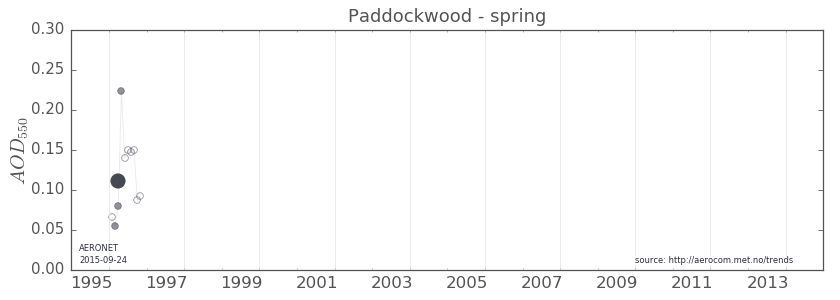 Paddockwood - spring
0.30
0.25
0.20
0.15
0.10
0.05
0.00
AOD550
AERONET
2015-09-24
source: http://aerocom.met.no/trends
1995 1997 1999 2001 2003 2005 2007 2009 2011 2013